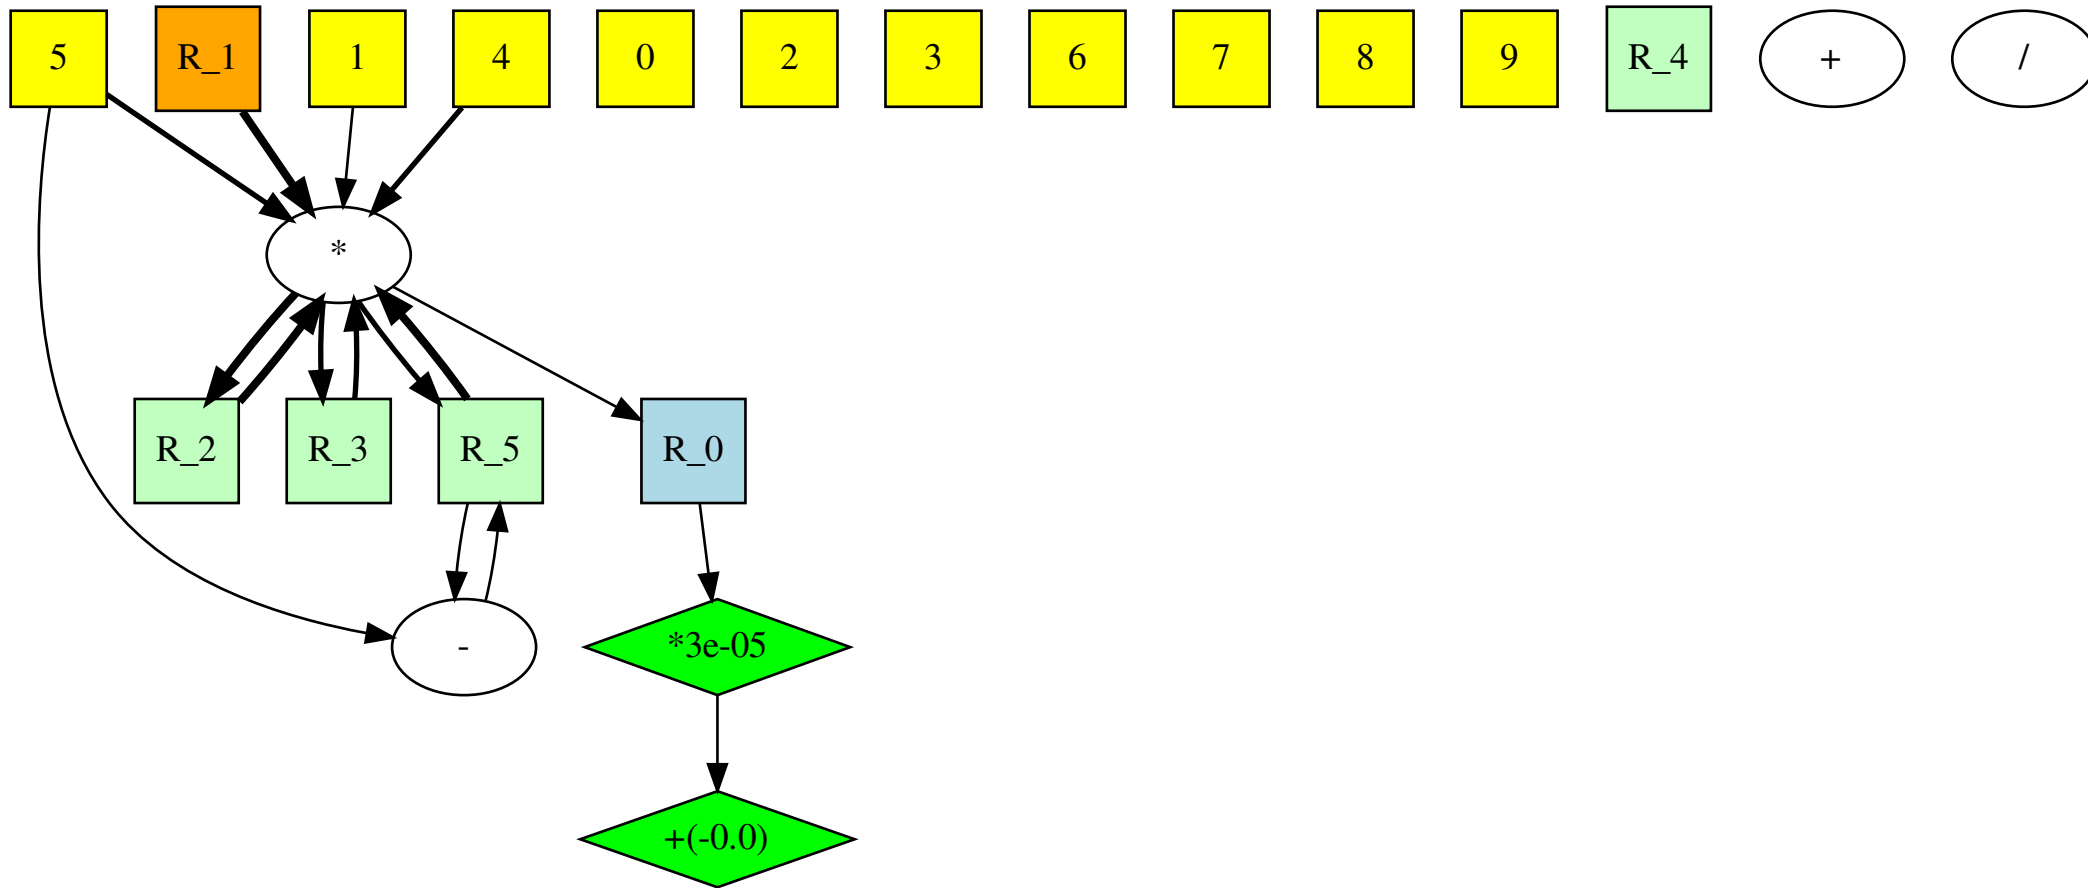 5 R_1 1 4 0 2 3 6 7 8 9 R_4 + /
*
R_2 R_3 R_5 R_0
- *3e-05
+(-0.0)